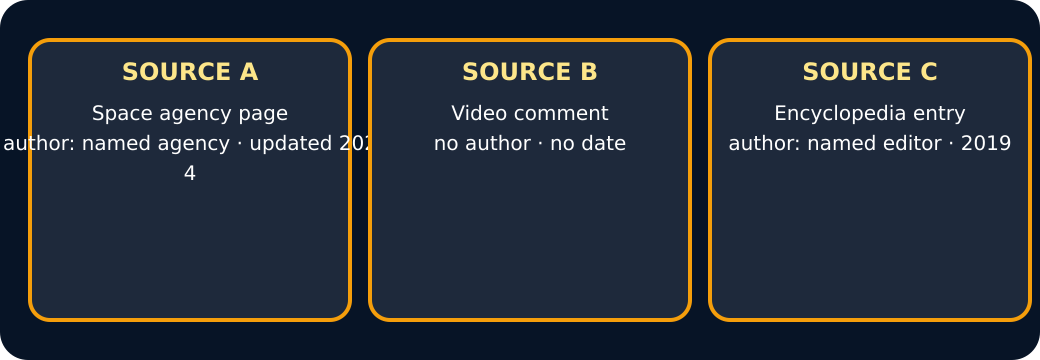 SOURCE A
Space agency page
author: named agency · updated 202
4
SOURCE B
Video comment
no author · no date
SOURCE C
Encyclopedia entry
author: named editor · 2019